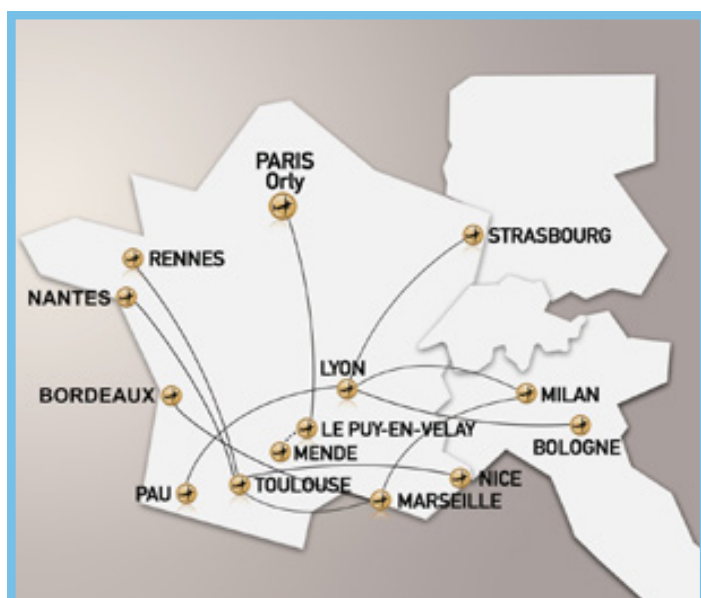 PARIS
Orly
STRASBOURG
RENNES
NANTES
LYON
BORDEAUX
MILAN
LE PUY-EN-VELAY
BOLOGNE
MENDE
PAU
TOULOUSE
NICE
MARSEILLE